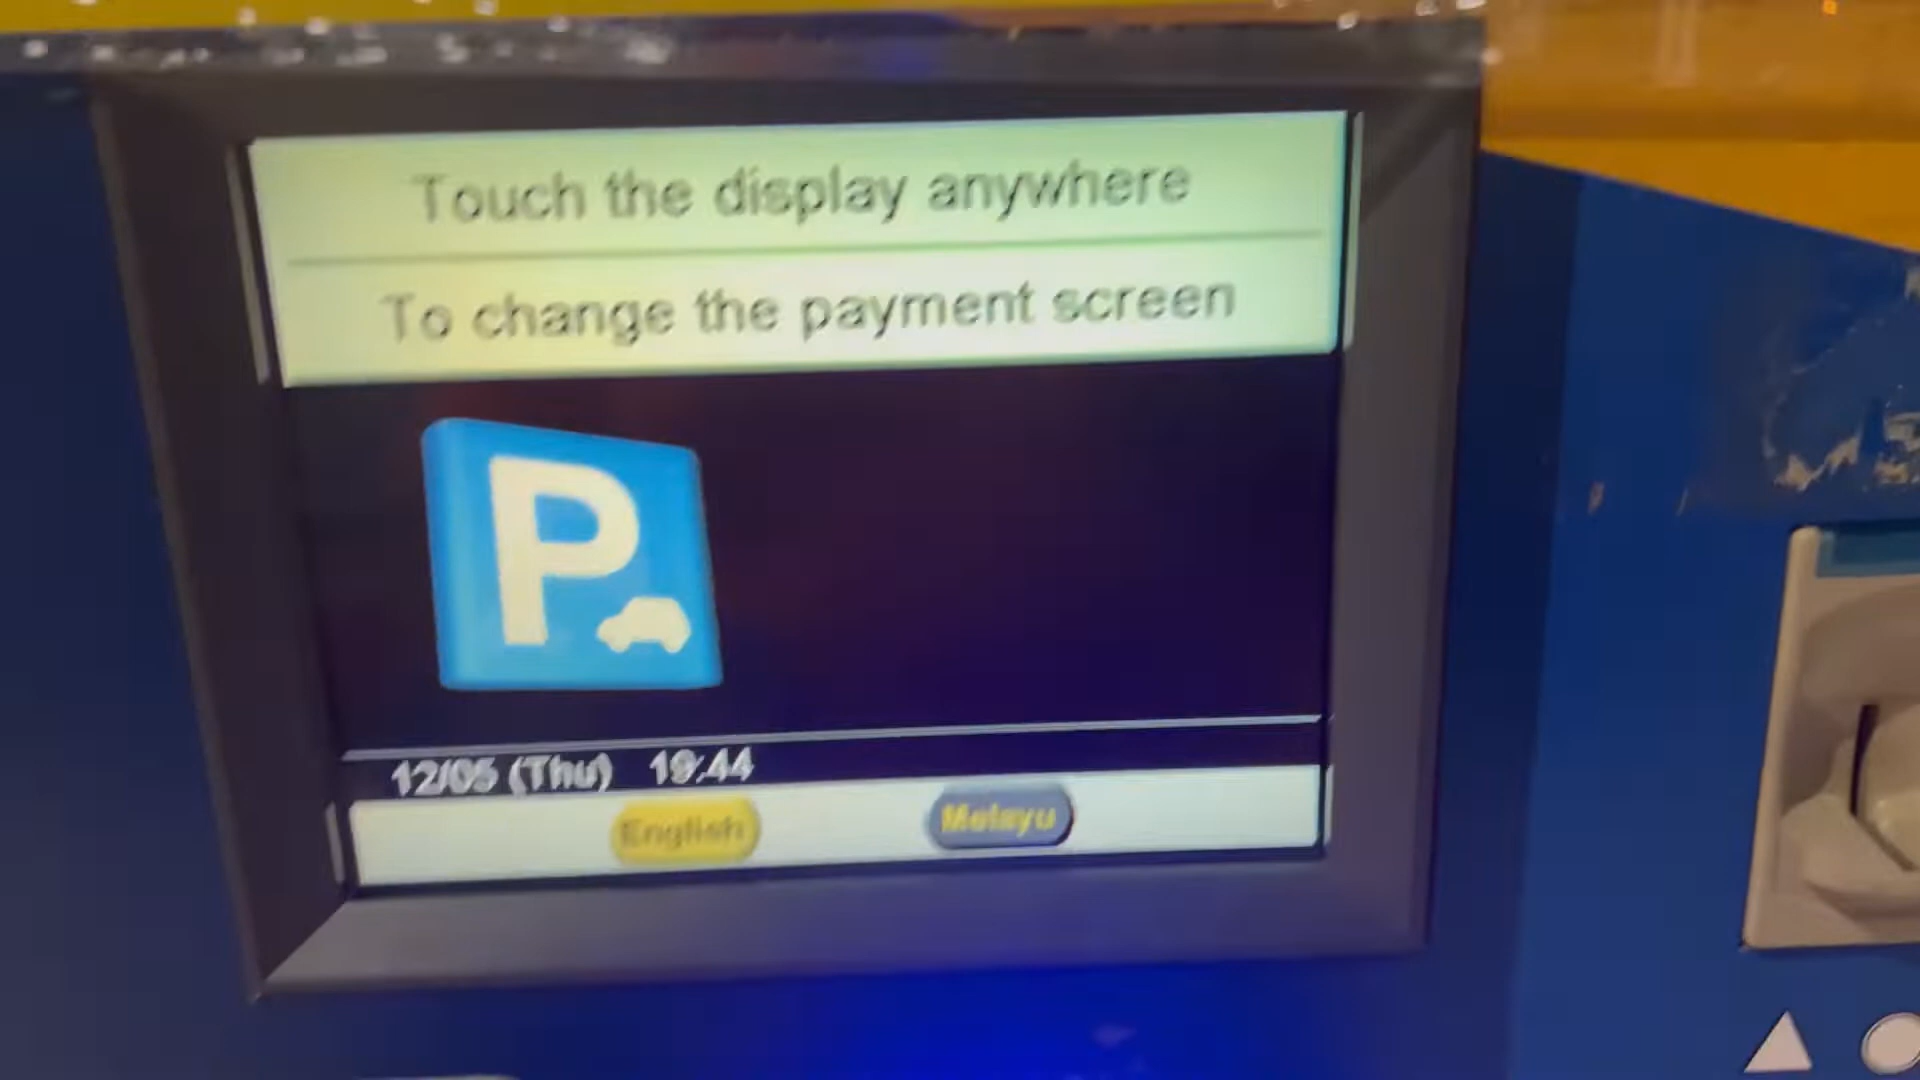 Touch the display anywhere
To change the payment screen
P
12/05 (Thu) 19:44
English
Melayu